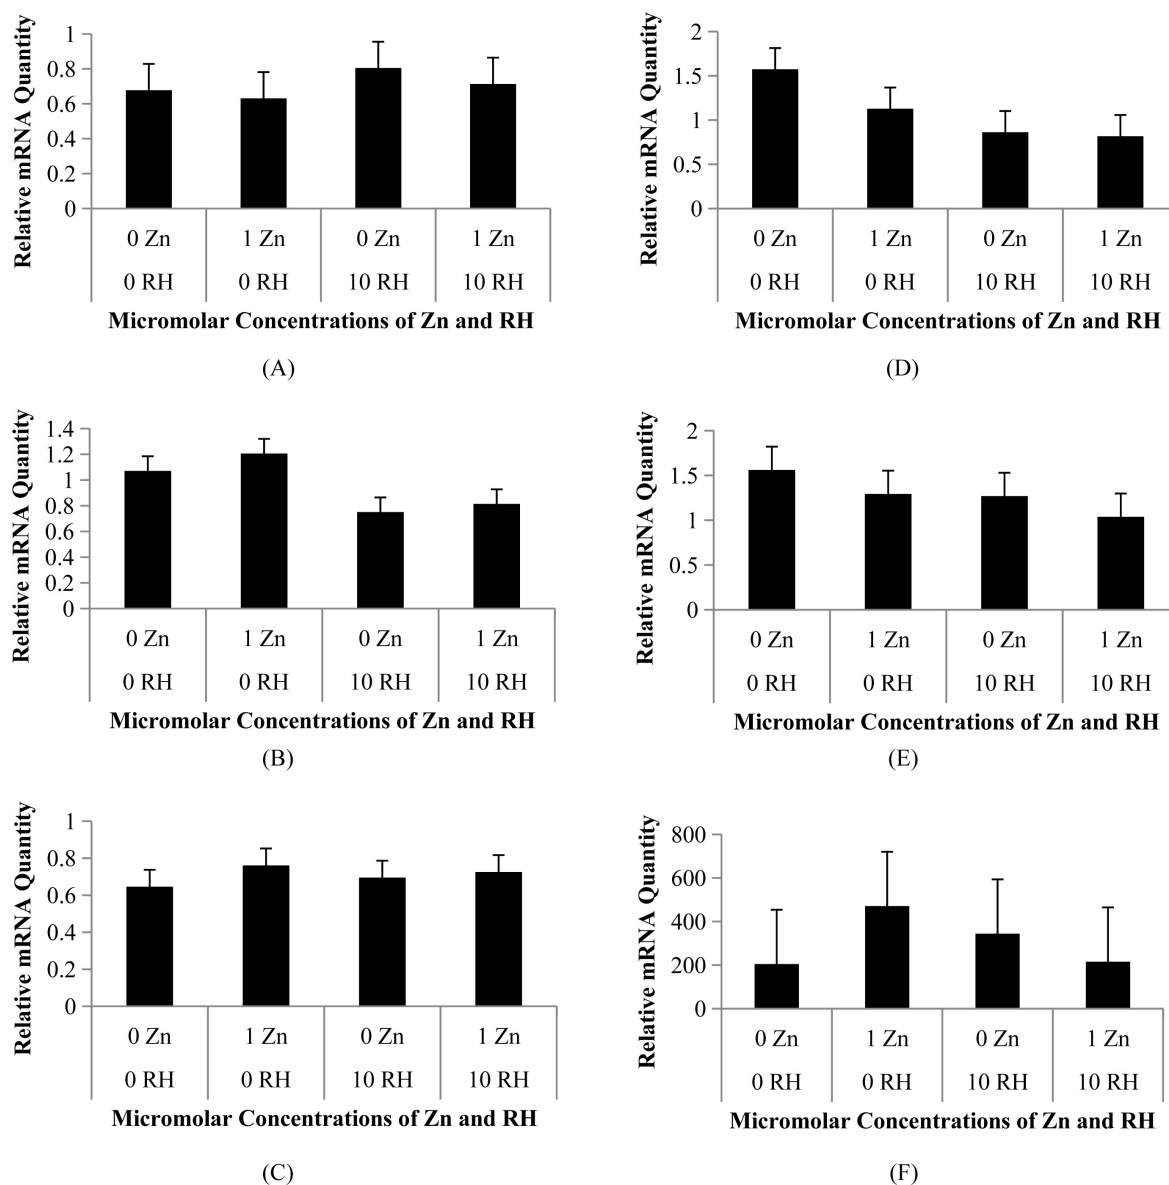 Relative mRNA Quantity
1
0.8
0.6
0.4
0.2
0
0 Zn 1 Zn 0 Zn 1 Zn
0 RH 0 RH 10 RH 10 RH
Micromolar Concentrations of Zn and RH
(A)
Relative mRNA Quantity
1.4
1.2
1
0.8
0.6
0.4
0.2
0
0 Zn 1 Zn 0 Zn 1 Zn
0 RH 0 RH 10 RH 10 RH
Micromolar Concentrations of Zn and RH
(B)
Relative mRNA Quantity
1
0.8
0.6
0.4
0.2
0
0 Zn 1 Zn 0 Zn 1 Zn
0 RH 0 RH 10 RH 10 RH
Micromolar Concentrations of Zn and RH
(C)
Relative mRNA Quantity
2
1.5
1
0.5
0
0 Zn 1 Zn 0 Zn 1 Zn
0 RH 0 RH 10 RH 10 RH
Micromolar Concentrations of Zn and RH
(D)
Relative mRNA Quantity
2
1.5
1
0.5
0
0 Zn 1 Zn 0 Zn 1 Zn
0 RH 0 RH 10 RH 10 RH
Micromolar Concentrations of Zn and RH
(E)
Relative mRNA Quantity
800
600
400
200
0
0 Zn 1 Zn 0 Zn 1 Zn
0 RH 0 RH 10 RH 10 RH
Micromolar Concentrations of Zn and RH
(F)